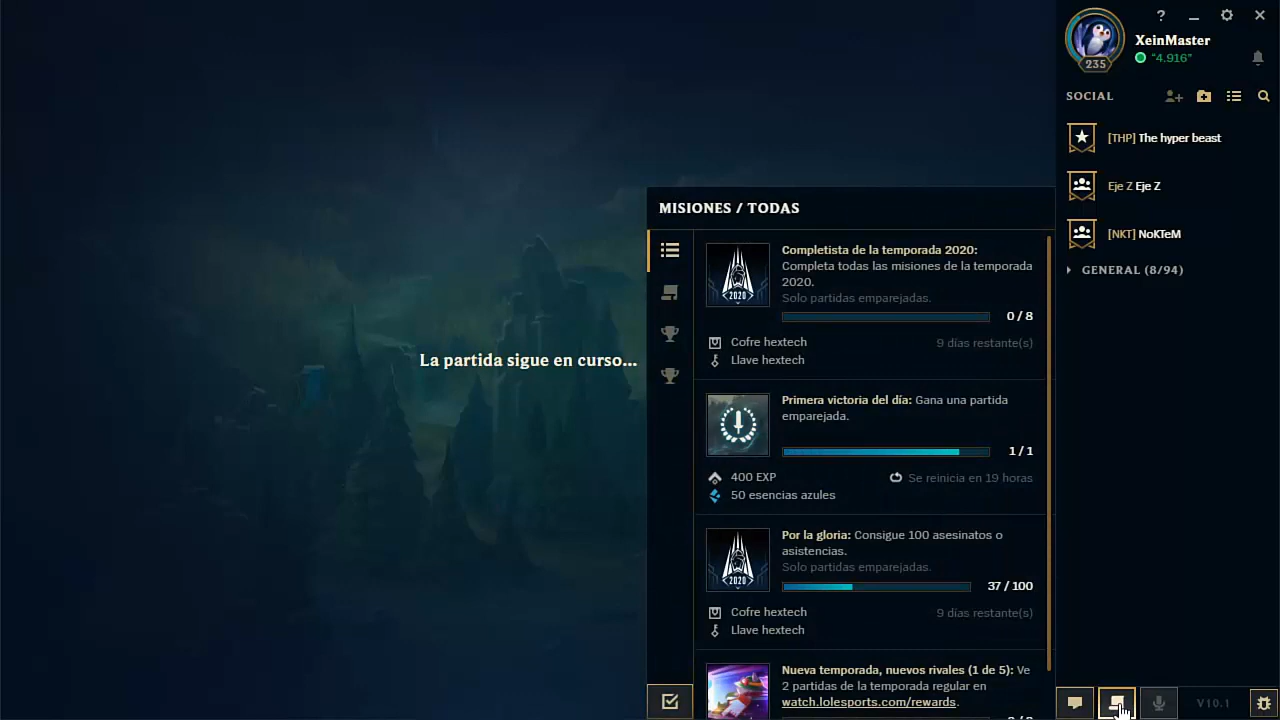 ?
XeinMaster
235
"4.916"
SOCIAL
[THP] The hyper beast
Eje Z Eje Z
[NKT] NoKTeM
GENERAL (8/94)
La partida sigue en curso...
MISIONES / TODAS
Completista de la temporada 2020:
Completa todas las misiones de la temporada
2020.
Solo partidas emparejadas.
2020
0 / 8
Cofre hextech
9 días restante(s)
Llave hextech
Primera victoria del día: Gana una partida
emparejada.
1 / 1
400 EXP
Se reinicia en 19 horas
50 esencias azules
Por la gloria: Consigue 100 asesinatos o
asistencias.
Solo partidas emparejadas.
2020
37 / 100
Cofre hextech
9 días restante(s)
Llave hextech
Nueva temporada, nuevos rivales (1 de 5): Ve
2 partidas de la temporada regular en
watch.lolesports.com/rewards.
V10.1